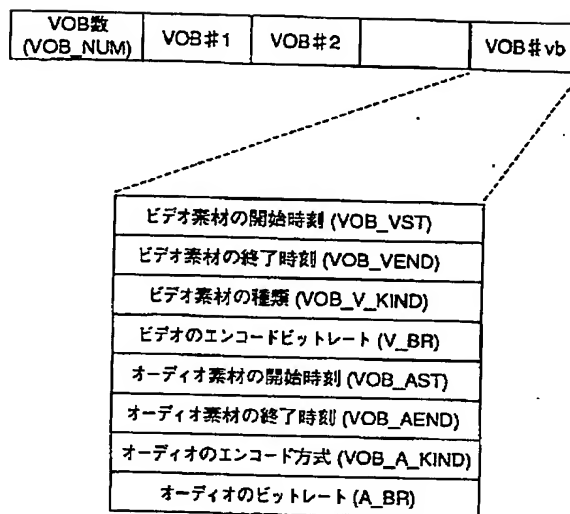 VOB数
(VOB_NUM)
VOB#1
VOB#2
VOB#vb
ビデオ素材の開始時刻 (VOB_VST)
ビデオ素材の終了時刻 (VOB_VEND)
ビデオ素材の種類 (VOB_V_KIND)
ビデオのエンコードビットレート (V_BR)
オーディオ素材の開始時刻 (VOB_AST)
オーディオ素材の終了時刻 (VOB_AEND)
オーディオのエンコード方式 (VOB_A_KIND)
オーディオのビットレート (A_BR)